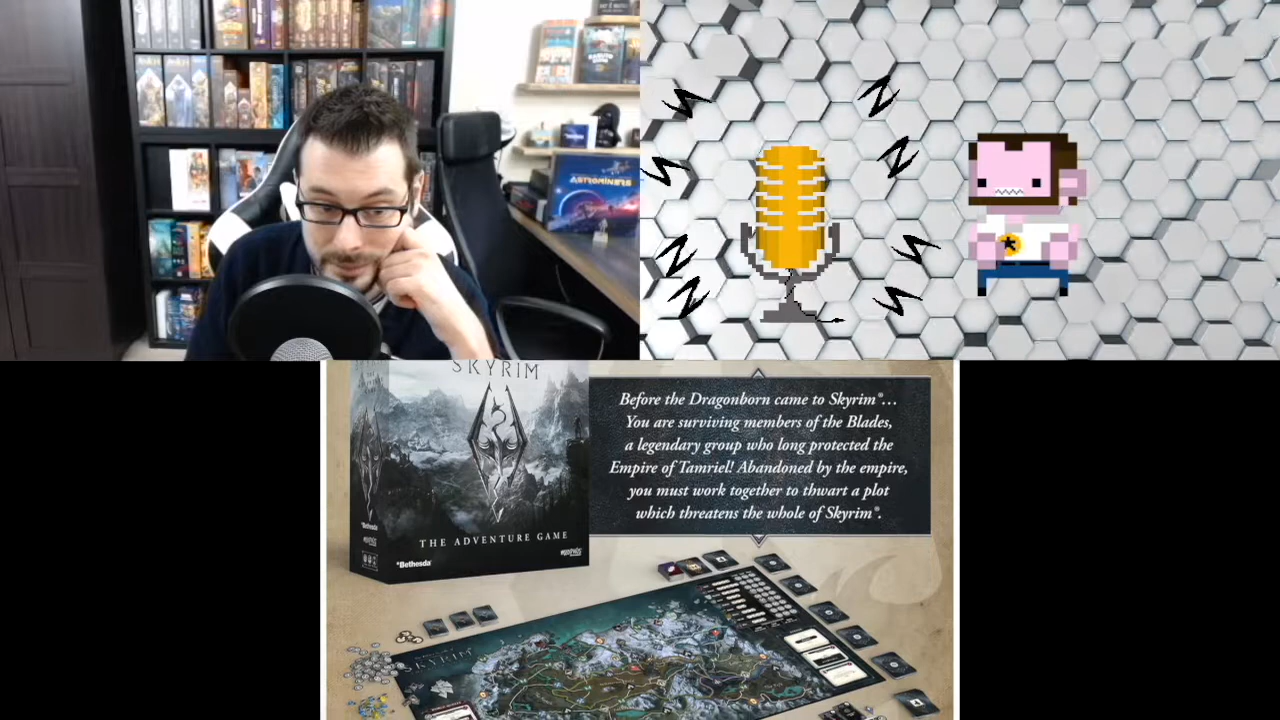 ASTROMINERS
SKYRIM
Before the Dragonborn came to Skyrim®...
You are surviving members of the Blades,
a legendary group who long protected the
Empire of Tamriel! Abandoned by the empire,
you must work together to thwart a plot
which threatens the whole of Skyrim®.
THE ADVENTURE GAME
Bethesda
Bethesda
SKYRIM